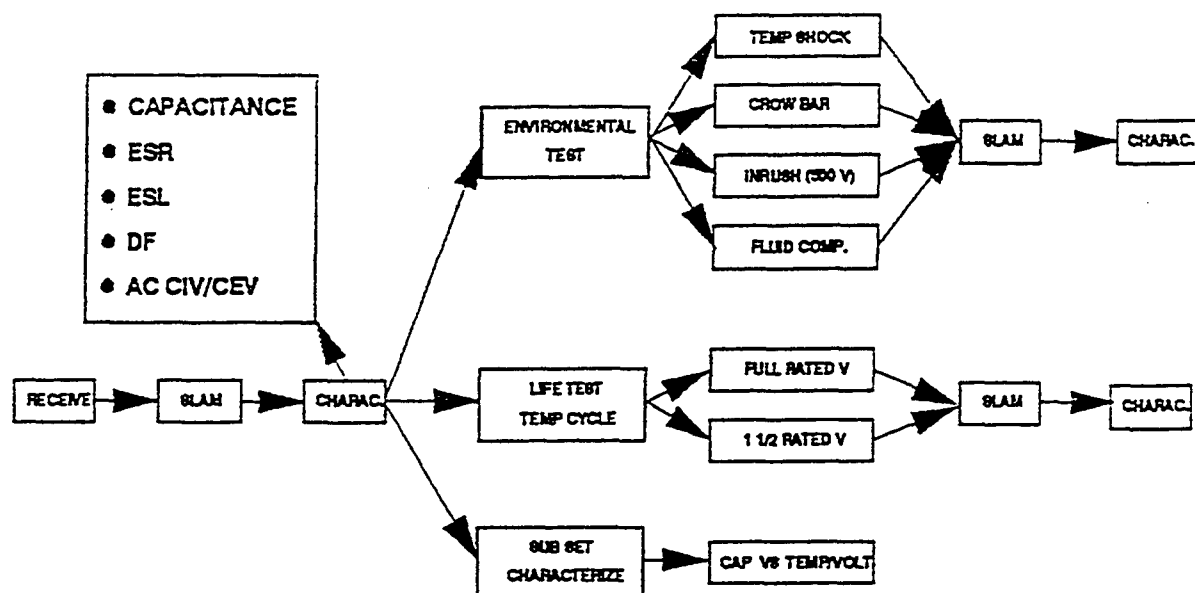 ● CAPACITANCE
● ESR
● ESL
● DF
● AC CIV/CEV
RECEIVE
SLAM
CHARAC.
ENVIRONMENTAL
TEST
TEMP SHOCK
CROW BAR
INRUSH (500 V)
FLUID COMP.
SLAM
CHARAC.
LIFE TEST
TEMP CYCLE
FULL RATED V
1 1/2 RATED V
SLAM
CHARAC.
SUB SET
CHARACTERIZE
CAP VS TEMP/VOLT